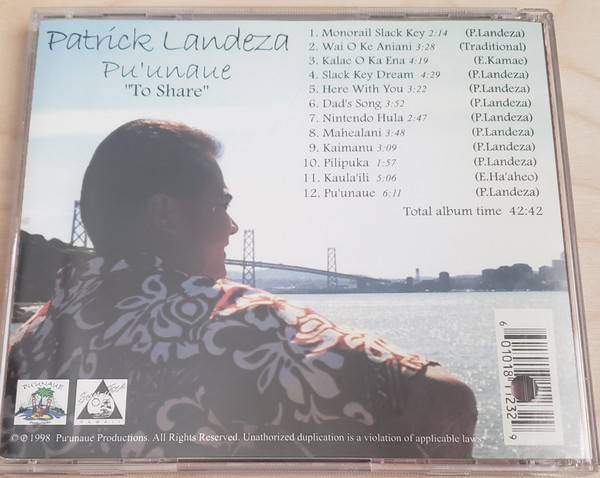 Patrick Landeza
Pu'unaue
"To Share"
1. Monorail Slack Key 2:14 (P.Landeza)
2. Wai O Ke Aniani 3:28 (Traditional)
3. Kalae O Ka Ena 4:19 (E.Kamae)
4. Slack Key Dream 4:29 (P.Landeza)
5. Here With You 3:22 (P.Landeza)
6. Dad's Song 3:52 (P.Landeza)
7. Nintendo Hula 2:47 (P.Landeza)
8. Mahealani 3:48 (P.Landeza)
9. Kaimanu 3:09 (P.Landeza)
10. Pilipuka 1:57 (P.Landeza)
11. Kaula'ili 5:06 (E.Ha'aheo)
12. Pu'unaue 6:11 (P.Landeza)
Total album time 42:42
PU'UNAUE
HAWAII
© ℗ 1998 Pu'unaue Productions. All Rights Reserved. Unathorized duplication is a violation of applicable laws